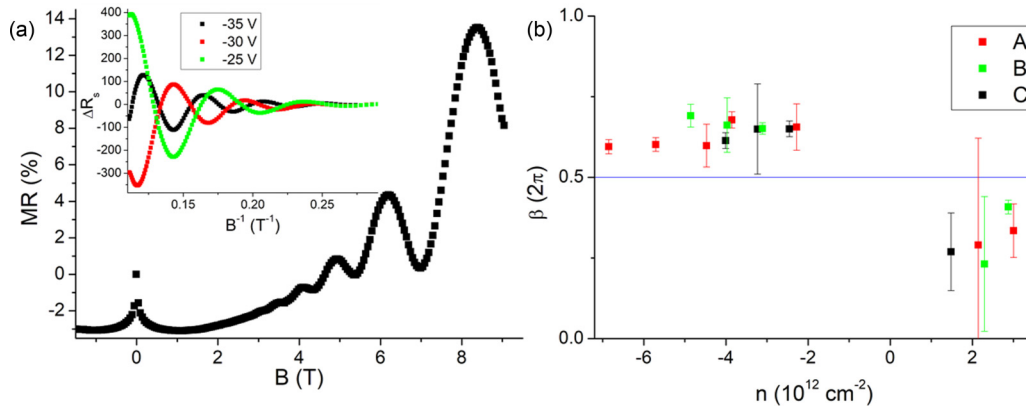 (a)
MR (%)
14
12
10
8
6
4
2
0
-2
0
2
4
6
8
B (T)
ΔR_s
400
300
200
100
0
-100
-200
-300
0.15
0.20
0.25
B⁻¹ (T⁻¹)
-35 V
-30 V
-25 V
(b)
β (2π)
1.0
0.5
0.0
-6
-4
-2
0
2
n (10¹² cm⁻²)
A
B
C